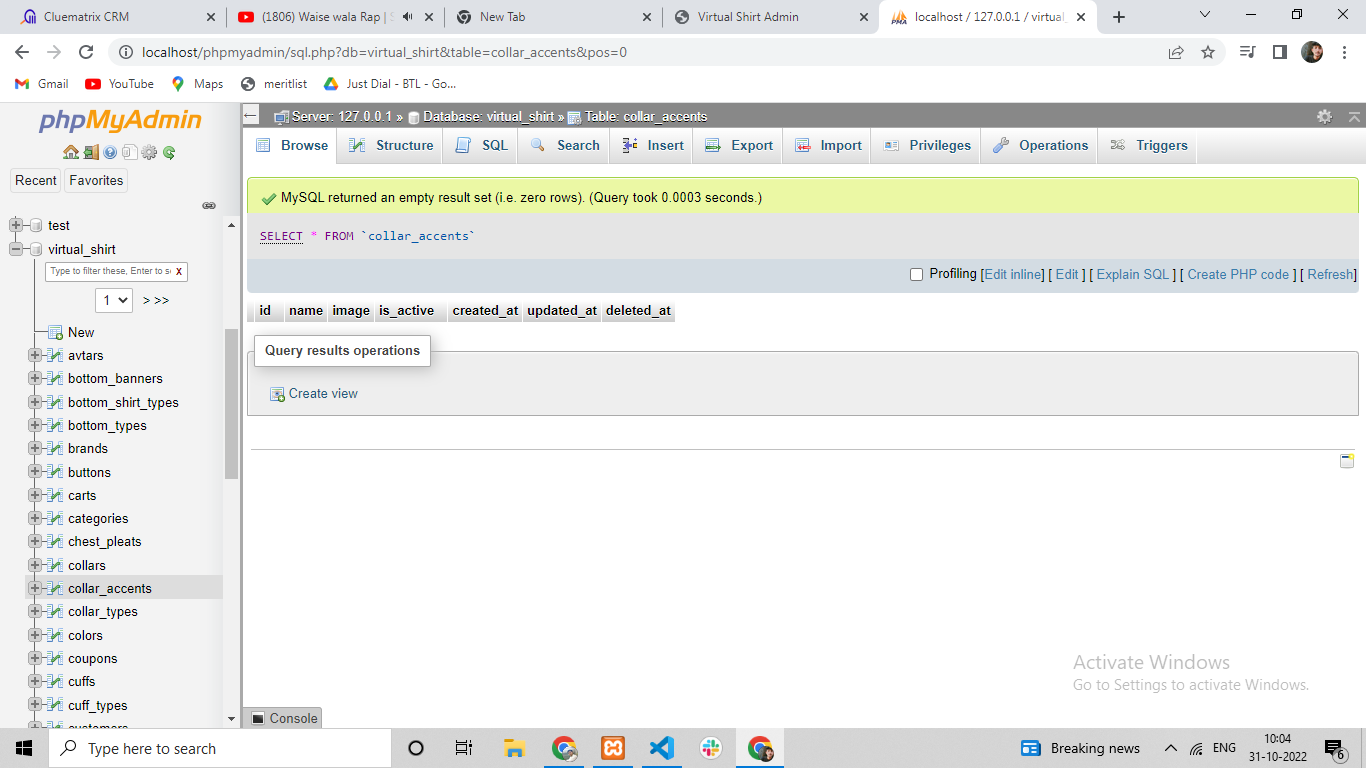 Cluematrix CRM
(1806) Waise wala Rap | S
New Tab
Virtual Shirt Admin
localhost / 127.0.0.1 / virtual_
localhost/phpmyadmin/sql.php?db=virtual_shirt&table=collar_accents&pos=0
Gmail
YouTube
Maps
meritlist
Just Dial - BTL - Go...
phpMyAdmin
Recent
Favorites
test
virtual_shirt
Type to filter these, Enter to s X
1 > >>
New
avtars
bottom_banners
bottom_shirt_types
bottom_types
brands
buttons
carts
categories
chest_pleats
collars
collar_accents
collar_types
colors
coupons
cuffs
cuff_types
customers
Server: 127.0.0.1 » Database: virtual_shirt » Table: collar_accents
Browse Structure SQL Search Insert Export Import Privileges Operations Triggers
MySQL returned an empty result set (i.e. zero rows). (Query took 0.0003 seconds.)
SELECT * FROM `collar_accents`
Profiling [Edit inline] [ Edit ] [ Explain SQL ] [ Create PHP code ] [ Refresh]
id name image is_active created_at updated_at deleted_at
Query results operations
Create view
Console
Activate Windows
Go to Settings to activate Windows.
Type here to search
Breaking news
ENG
10:04
31-10-2022
6